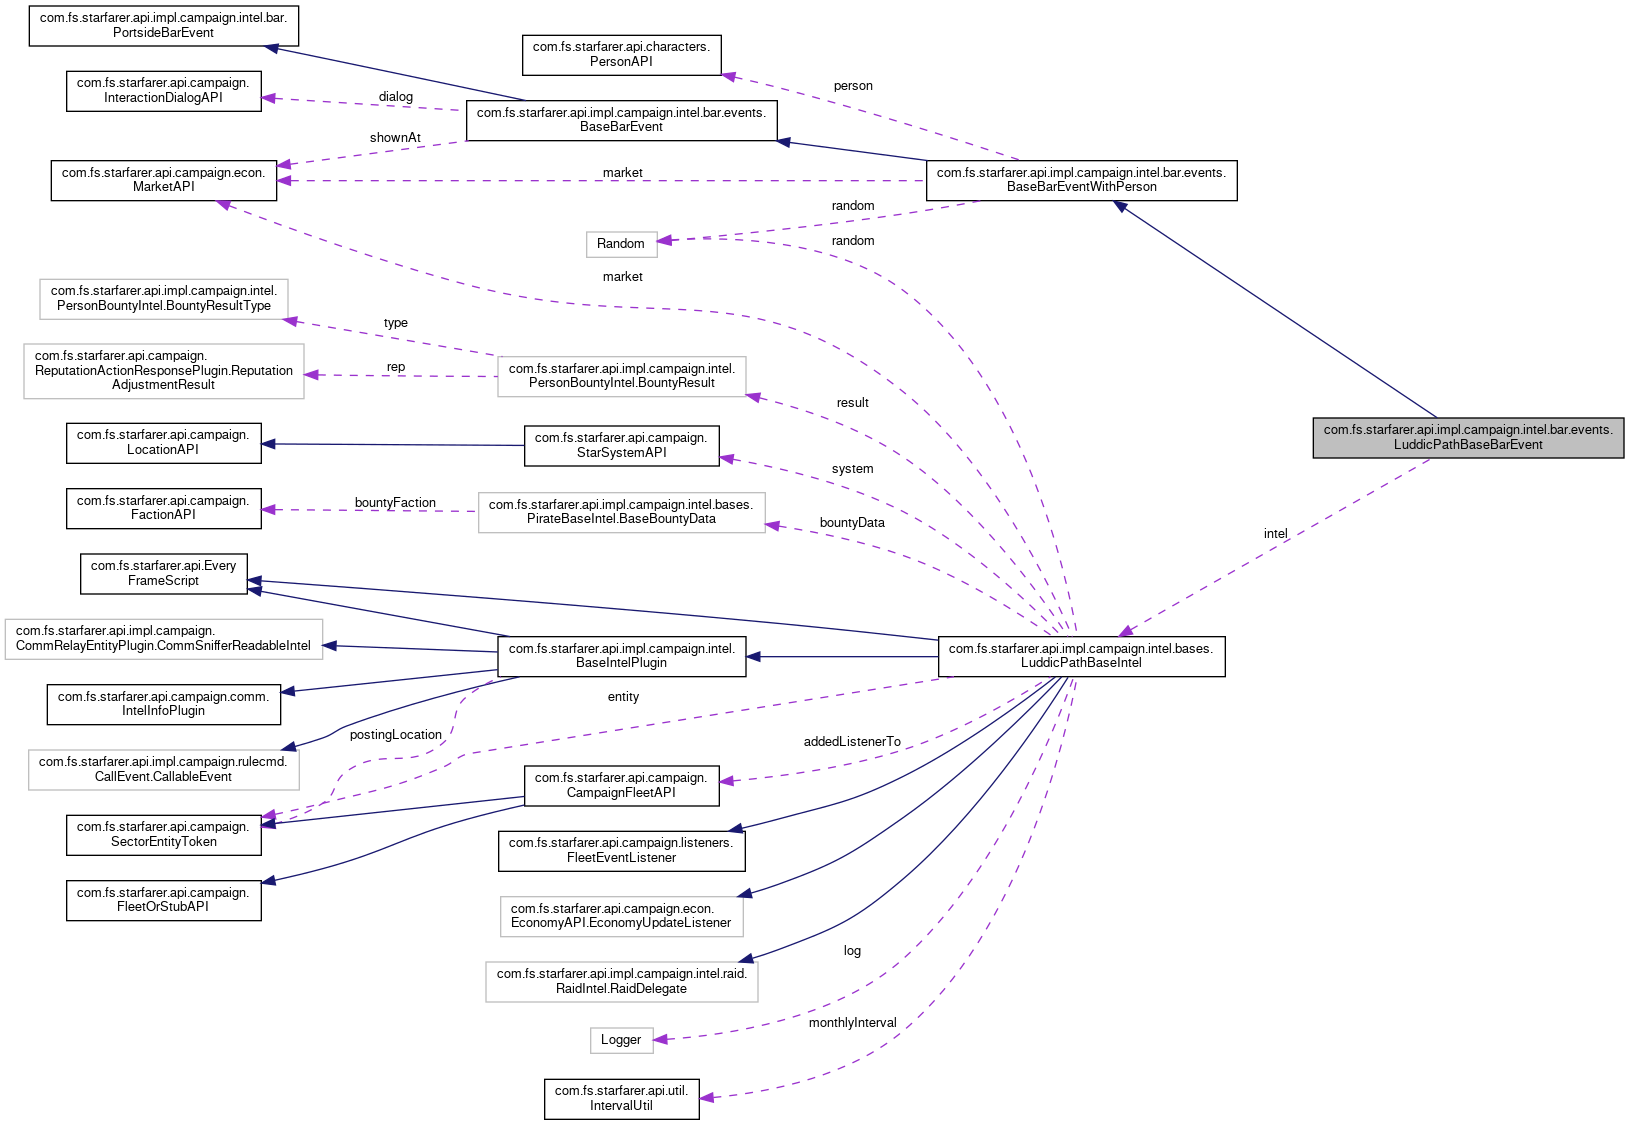 com.fs.starfarer.api.impl.campaign.intel.bar.
PortsideBarEvent
com.fs.starfarer.api.characters.
PersonAPI
com.fs.starfarer.api.campaign.
InteractionDialogAPI
person
dialog
com.fs.starfarer.api.impl.campaign.intel.bar.events.
BaseBarEvent
shownAt
com.fs.starfarer.api.campaign.econ.
MarketAPI
market
com.fs.starfarer.api.impl.campaign.intel.bar.events.
BaseBarEventWithPerson
random
Random
random
market
com.fs.starfarer.api.impl.campaign.intel.
PersonBountyIntel.BountyResultType
type
com.fs.starfarer.api.campaign.
ReputationActionResponsePlugin.Reputation
AdjustmentResult
rep
com.fs.starfarer.api.impl.campaign.intel.
PersonBountyIntel.BountyResult
result
com.fs.starfarer.api.impl.campaign.intel.bar.events.
LuddicPathBaseBarEvent
com.fs.starfarer.api.campaign.
LocationAPI
com.fs.starfarer.api.campaign.
StarSystemAPI
system
com.fs.starfarer.api.campaign.
FactionAPI
bountyFaction
com.fs.starfarer.api.impl.campaign.intel.bases.
PirateBaseIntel.BaseBountyData
bountyData
intel
com.fs.starfarer.api.Every
FrameScript
com.fs.starfarer.api.impl.campaign.
CommRelayEntityPlugin.CommSnifferReadableIntel
com.fs.starfarer.api.impl.campaign.intel.
BaseIntelPlugin
com.fs.starfarer.api.impl.campaign.intel.bases.
LuddicPathBaseIntel
com.fs.starfarer.api.campaign.comm.
IntelInfoPlugin
entity
postingLocation
addedListenerTo
com.fs.starfarer.api.impl.campaign.rulecmd.
CallEvent.CallableEvent
com.fs.starfarer.api.campaign.
CampaignFleetAPI
com.fs.starfarer.api.campaign.
SectorEntityToken
com.fs.starfarer.api.campaign.listeners.
FleetEventListener
com.fs.starfarer.api.campaign.
FleetOrStubAPI
com.fs.starfarer.api.campaign.econ.
EconomyAPI.EconomyUpdateListener
log
com.fs.starfarer.api.impl.campaign.intel.raid.
RaidIntel.RaidDelegate
monthlyInterval
Logger
com.fs.starfarer.api.util.
IntervalUtil